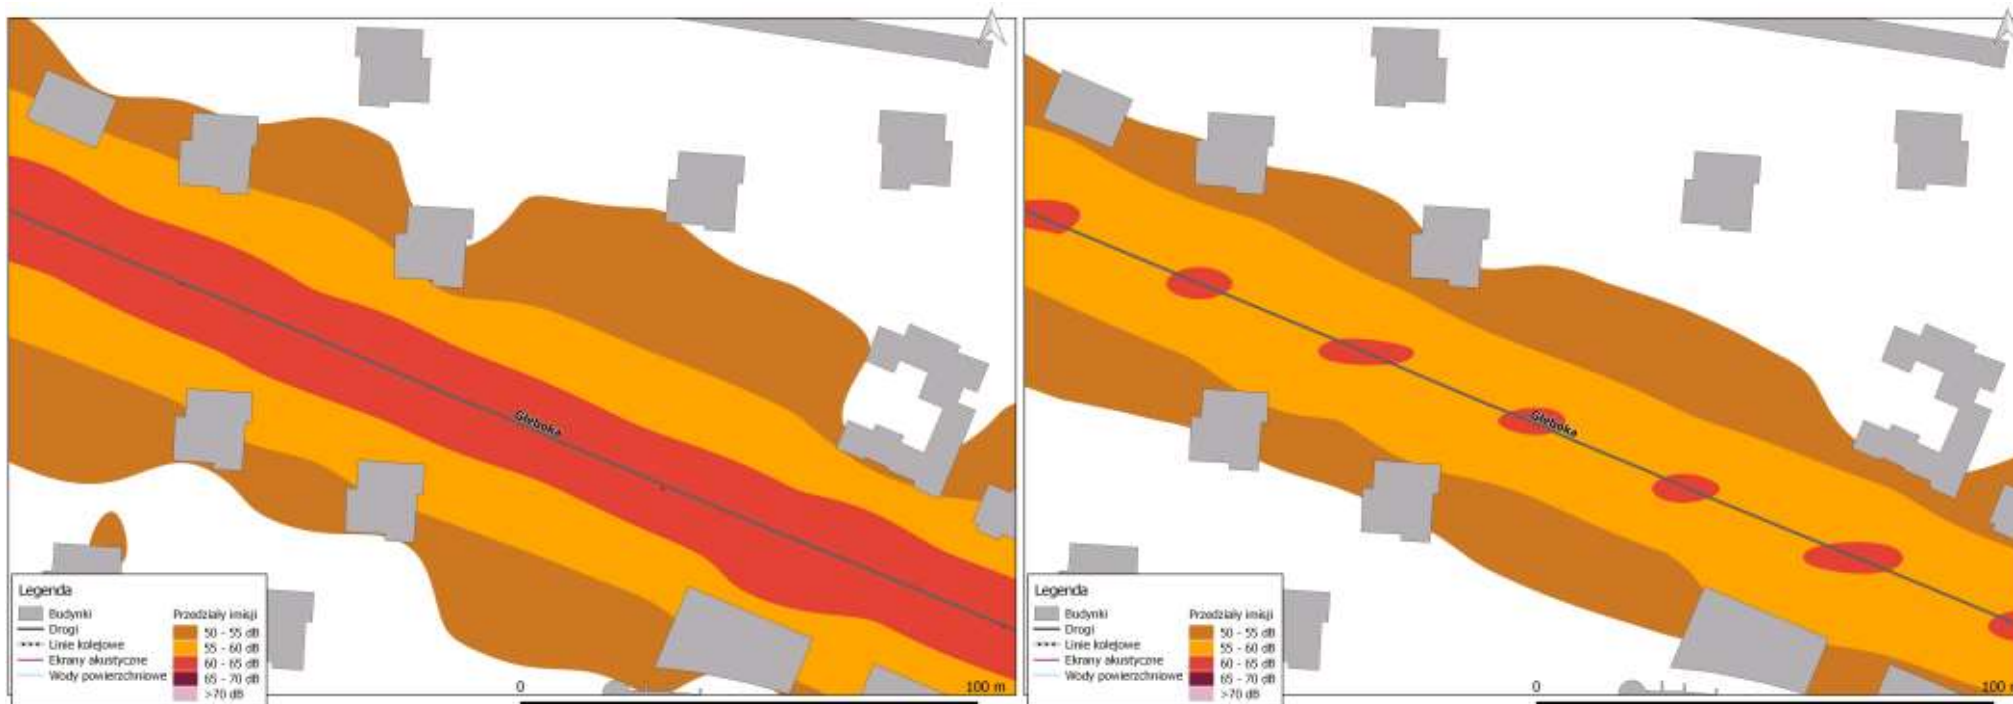 Głęboka
Legenda
Budynki
Drogi
Linie kolejowe
Ekrany akustyczne
Wody powierzchniowe
Przedziały imisji
50 - 55 dB
55 - 60 dB
60 - 65 dB
65 - 70 dB
>70 dB
0 100 m
Głęboka
Legenda
Budynki
Drogi
Linie kolejowe
Ekrany akustyczne
Wody powierzchniowe
Przedziały imisji
50 - 55 dB
55 - 60 dB
60 - 65 dB
65 - 70 dB
>70 dB
0 100 m